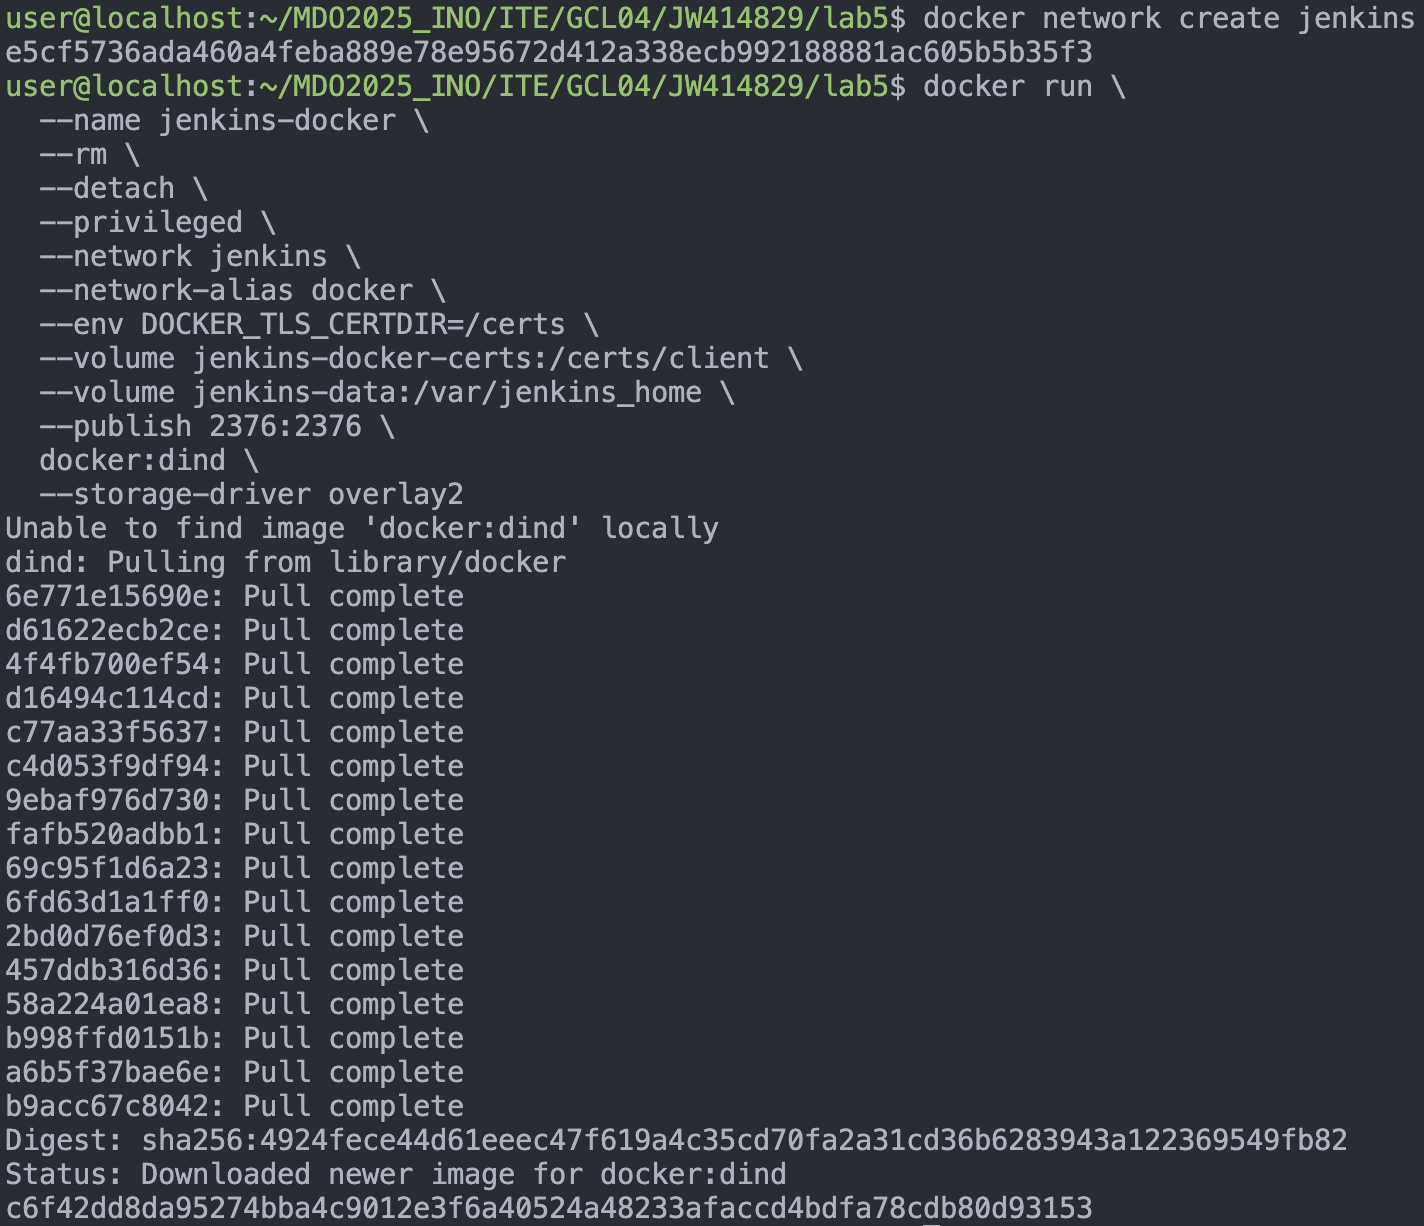 user@localhost:~/MDO2025_INO/ITE/GCL04/JW414829/lab5$ docker network create jenkins
e5cf5736ada460a4feba889e78e95672d412a338ecb992188881ac605b5b35f3
user@localhost:~/MDO2025_INO/ITE/GCL04/JW414829/lab5$ docker run \
  --name jenkins-docker \
  --rm \
  --detach \
  --privileged \
  --network jenkins \
  --network-alias docker \
  --env DOCKER_TLS_CERTDIR=/certs \
  --volume jenkins-docker-certs:/certs/client \
  --volume jenkins-data:/var/jenkins_home \
  --publish 2376:2376 \
  docker:dind \
  --storage-driver overlay2
Unable to find image 'docker:dind' locally
dind: Pulling from library/docker
6e771e15690e: Pull complete
d61622ecb2ce: Pull complete
4f4fb700ef54: Pull complete
d16494c114cd: Pull complete
c77aa33f5637: Pull complete
c4d053f9df94: Pull complete
9ebaf976d730: Pull complete
fafb520adbb1: Pull complete
69c95f1d6a23: Pull complete
6fd63d1a1ff0: Pull complete
2bd0d76ef0d3: Pull complete
457ddb316d36: Pull complete
58a224a01ea8: Pull complete
b998ffd0151b: Pull complete
a6b5f37bae6e: Pull complete
b9acc67c8042: Pull complete
Digest: sha256:4924fece44d61eeec47f619a4c35cd70fa2a31cd36b6283943a122369549fb82
Status: Downloaded newer image for docker:dind
c6f42dd8da95274bba4c9012e3f6a40524a48233afaccd4bdfa78cdb80d93153